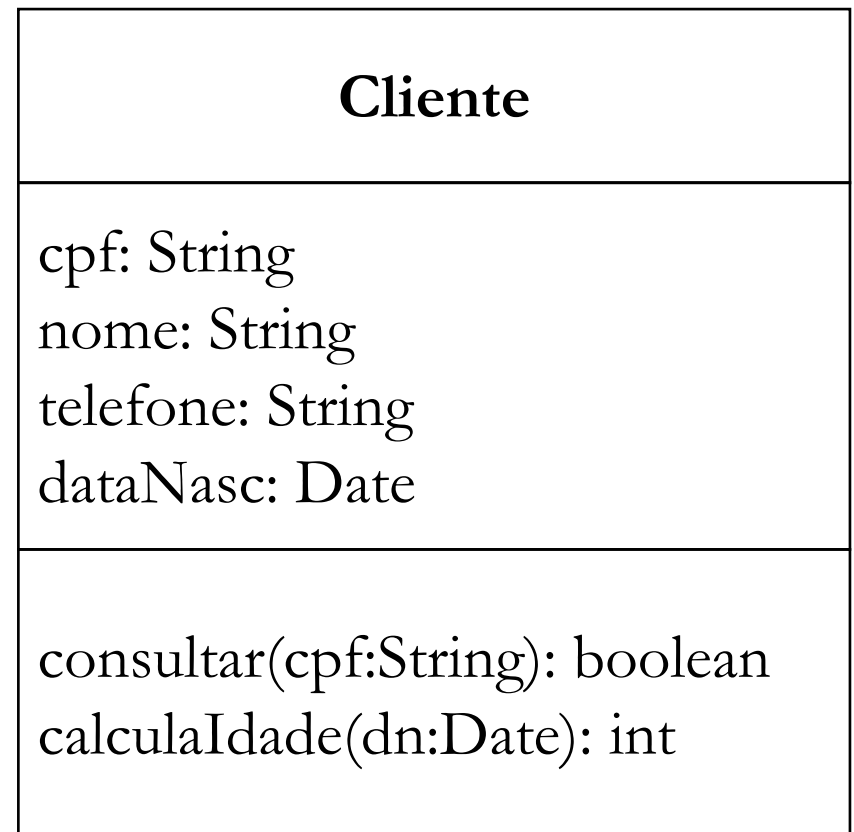 Cliente
cpf: String
nome: String
telefone: String
dataNasc: Date
consultar(cpf:String): boolean
calculaIdade(dn:Date): int